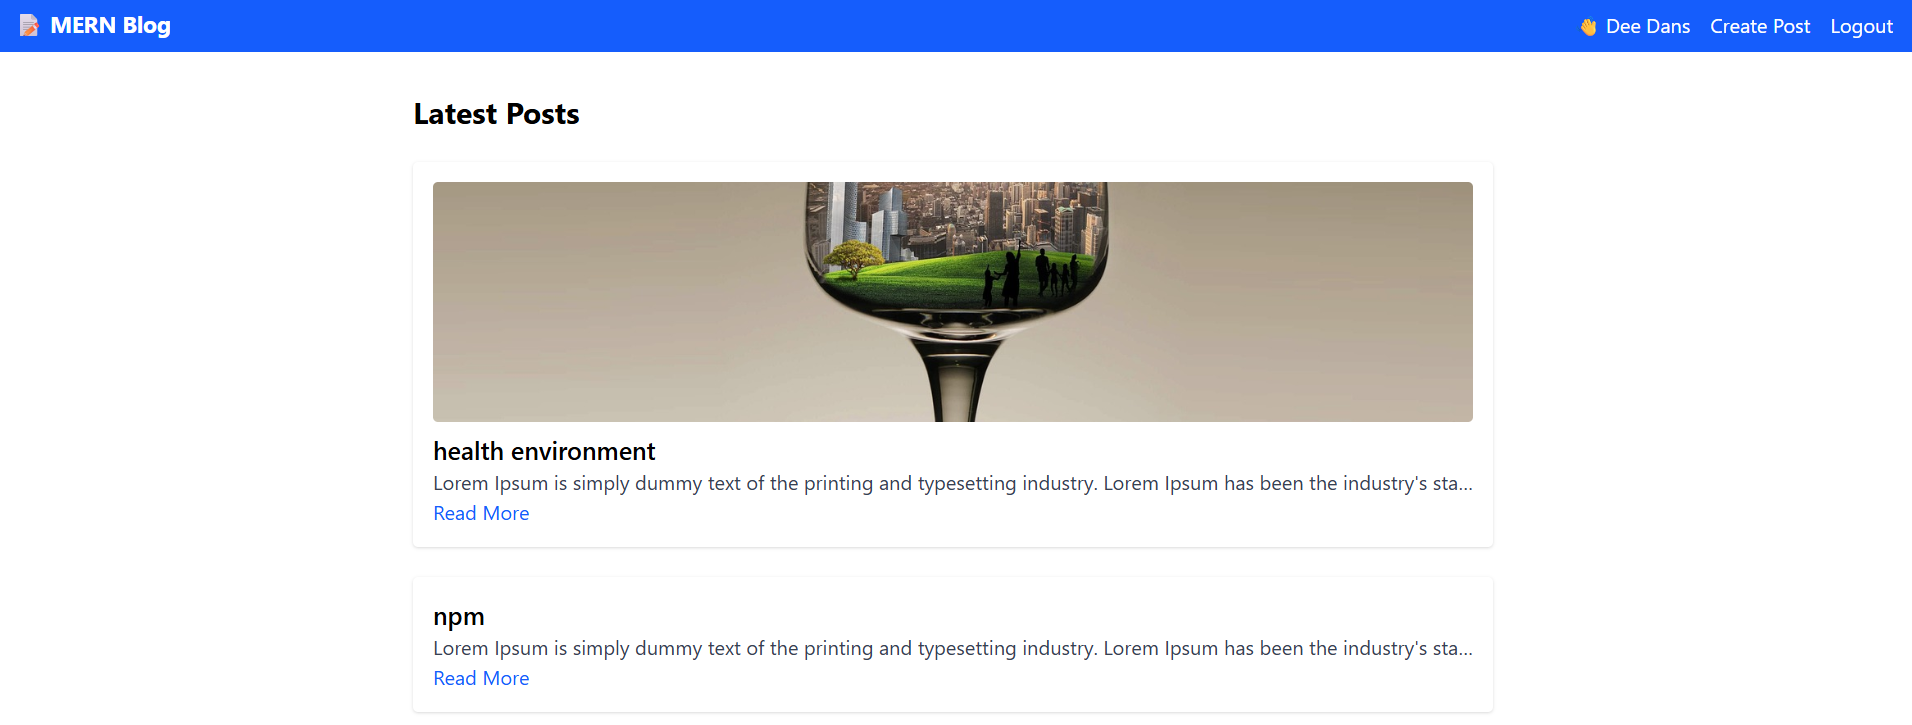 📝 MERN Blog
👋 Dee Dans Create Post Logout
Latest Posts
health environment
Lorem Ipsum is simply dummy text of the printing and typesetting industry. Lorem Ipsum has been the industry's sta...
Read More
npm
Lorem Ipsum is simply dummy text of the printing and typesetting industry. Lorem Ipsum has been the industry's sta...
Read More